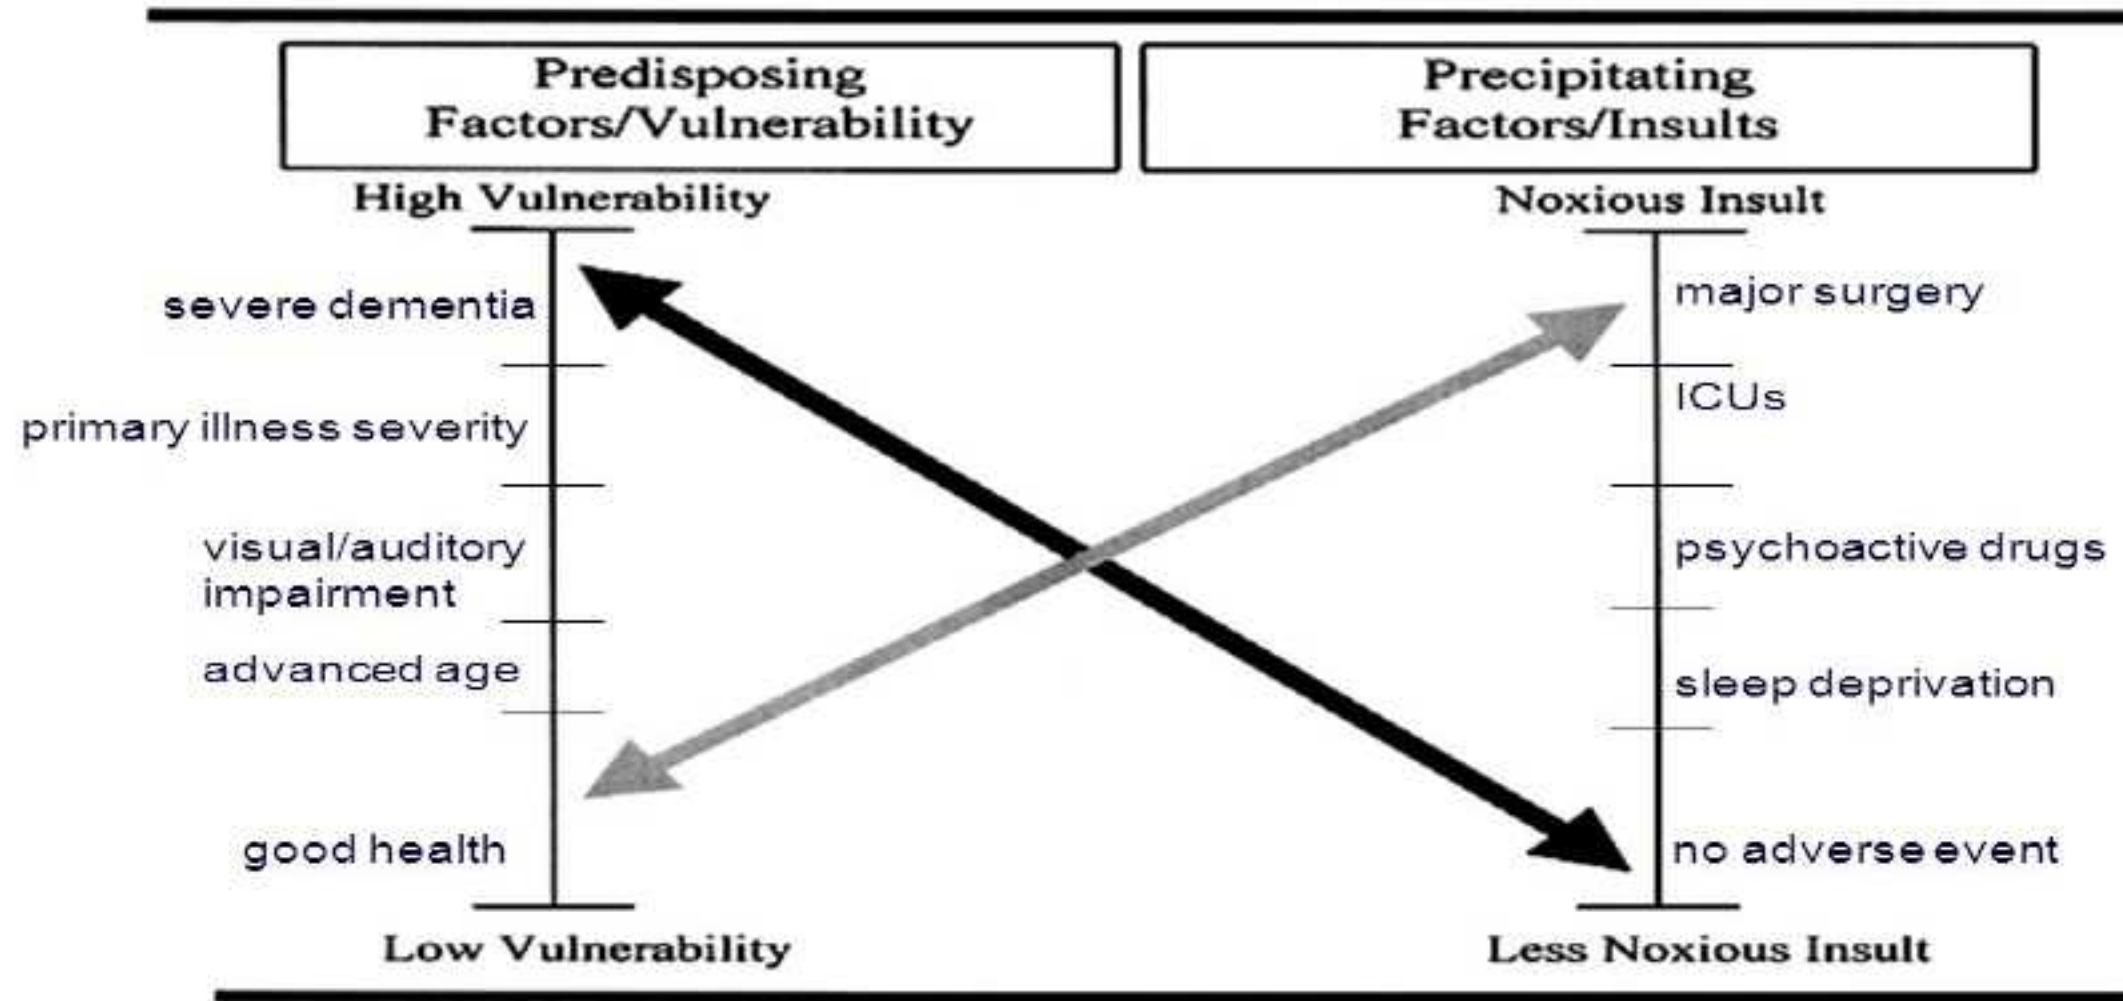 Predisposing
Factors/Vulnerability
Precipitating
Factors/Insults
High Vulnerability
Noxious Insult
severe dementia
primary illness severity
visual/auditory
impairment
advanced age
good health
major surgery
ICUs
psychoactive drugs
sleep deprivation
no adverse event
Low Vulnerability
Less Noxious Insult